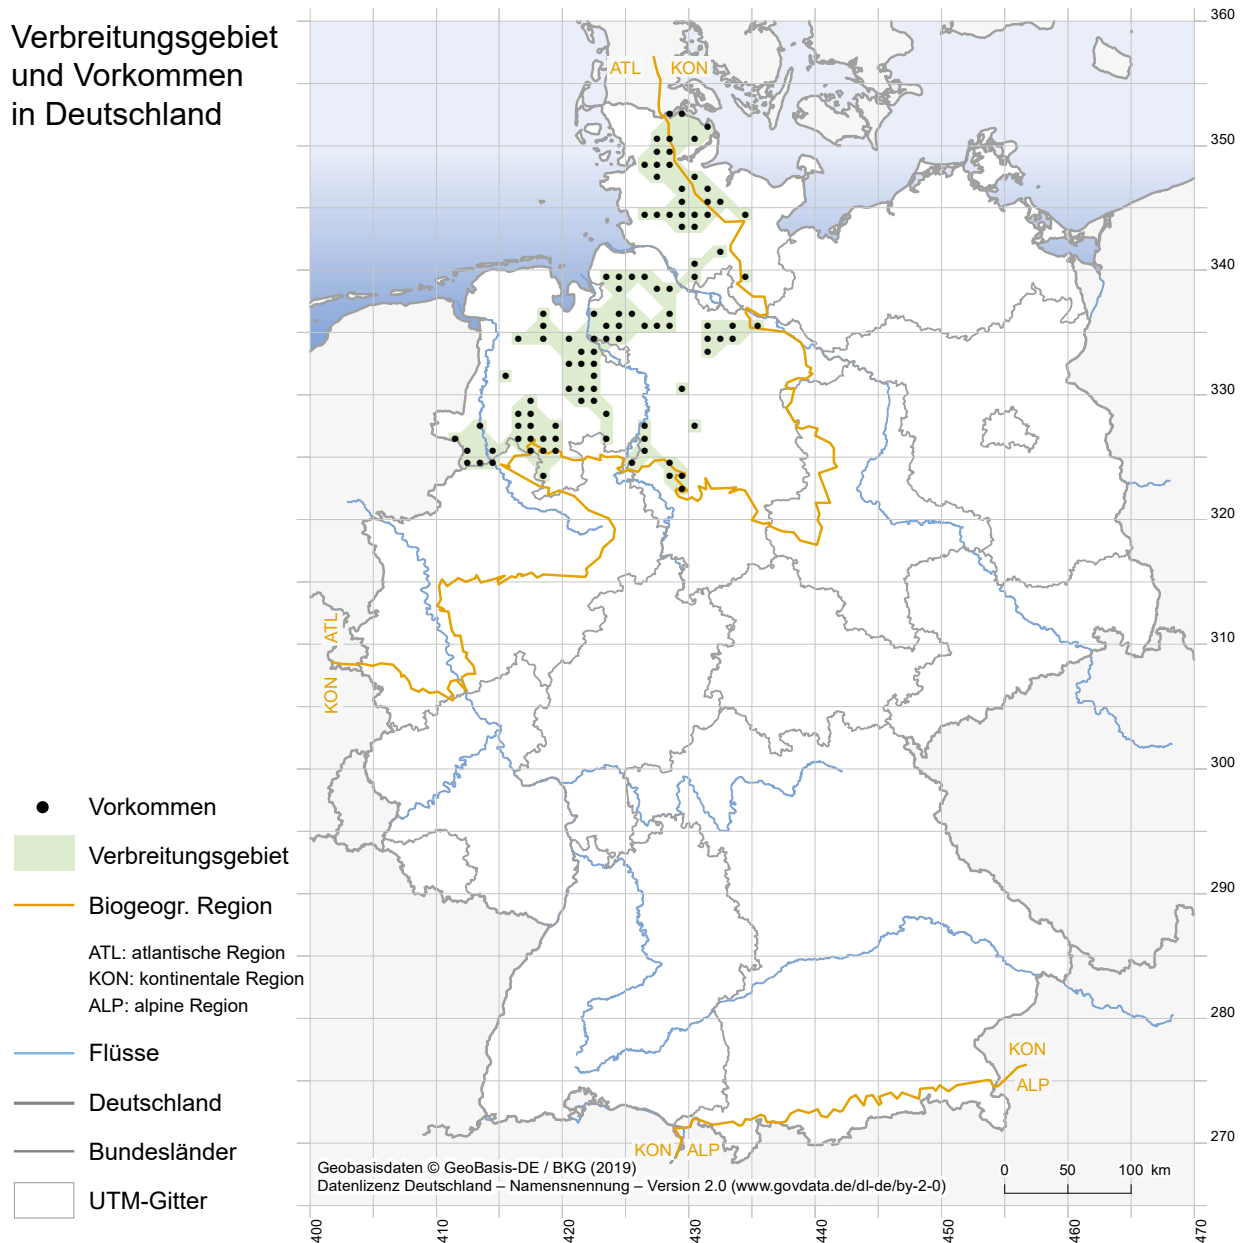 Verbreitungsgebiet
und Vorkommen
in Deutschland
ATL KON
ATL
KON
Vorkommen
Verbreitungsgebiet
Biogeogr. Region
ATL: atlantische Region
KON: kontinentale Region
ALP: alpine Region
Flüsse
Deutschland
Bundesländer
UTM-Gitter
KON
ALP
KON ALP
Geobasisdaten © GeoBasis-DE / BKG (2019)
Datenlizenz Deutschland – Namensnennung – Version 2.0 (www.govdata.de/dl-de/by-2-0)
0 50 100 km
360
350
340
330
320
310
300
290
280
270
400 410 420 430 440 450 460 470